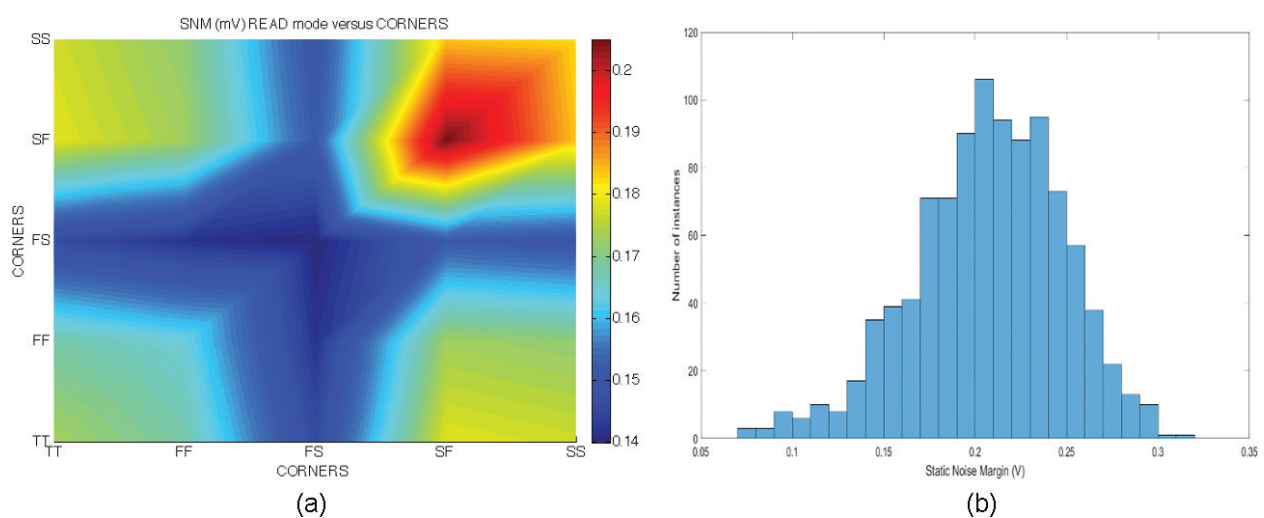 SNM (mV) READ mode versus CORNERS
SS
SF
FS
FF
TT
CORNERS
TT
FF
FS
SF
SS
CORNERS
0.2
0.19
0.18
0.17
0.16
0.15
0.14
(a)
120
100
80
60
40
20
0
Number of instances
0.05
0.1
0.15
0.2
0.25
0.3
0.35
Static Noise Margin (V)
(b)